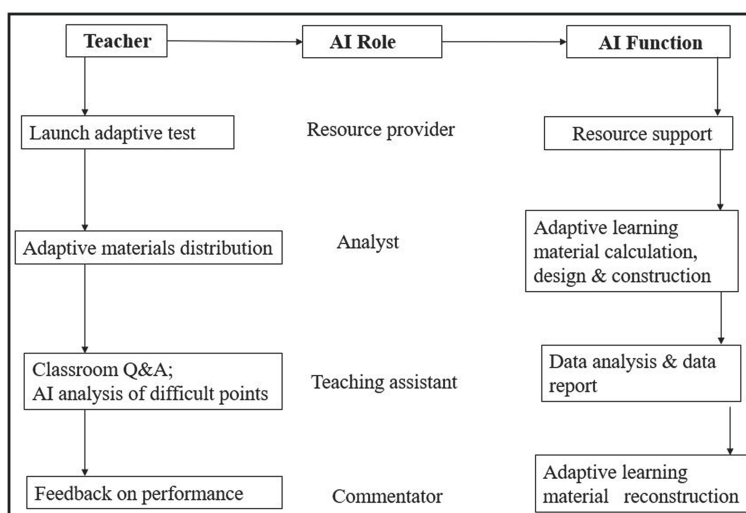 Teacher
AI Role
AI Function
Launch adaptive test
Resource provider
Resource support
Adaptive materials distribution
Analyst
Adaptive learning
material calculation,
design & construction
Classroom Q&A;
AI analysis of difficult points
Teaching assistant
Data analysis & data
report
Feedback on performance
Commentator
Adaptive learning
material reconstruction